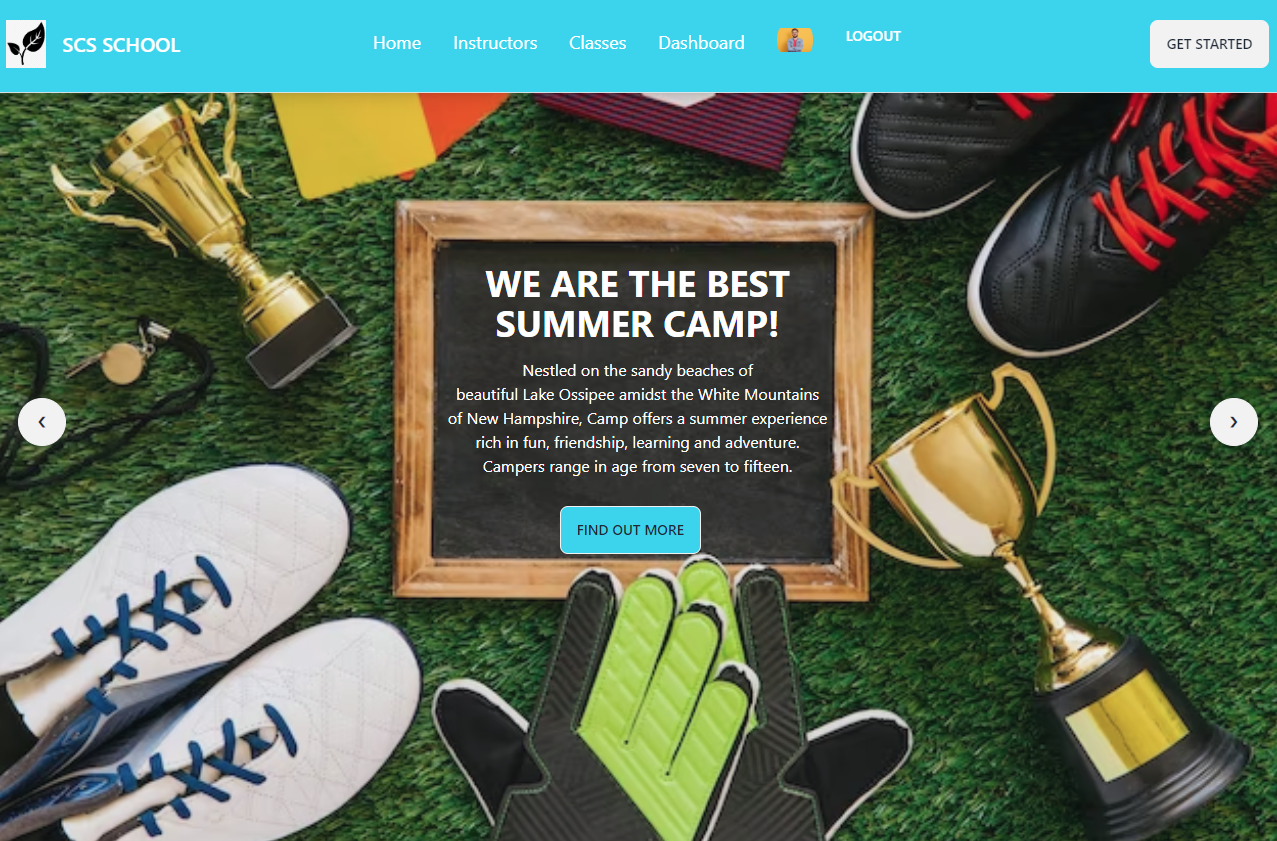 SCS SCHOOL
Home Instructors Classes Dashboard LOGOUT
GET STARTED
WE ARE THE BEST
SUMMER CAMP!
Nestled on the sandy beaches of
beautiful Lake Ossipee amidst the White Mountains
of New Hampshire, Camp offers a summer experience
rich in fun, friendship, learning and adventure.
Campers range in age from seven to fifteen.
❮ ❯
FIND OUT MORE